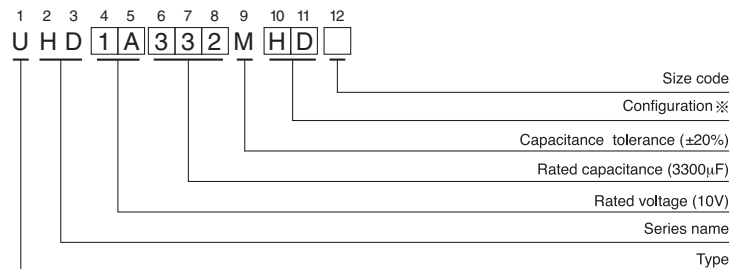 1 2 3 4 5 6 7 8 9 10 11 12
U H D 1 A 3 3 2 M H D
Size code
Configuration※
Capacitance tolerance (±20%)
Rated capacitance (3300µF)
Rated voltage (10V)
Series name
Type